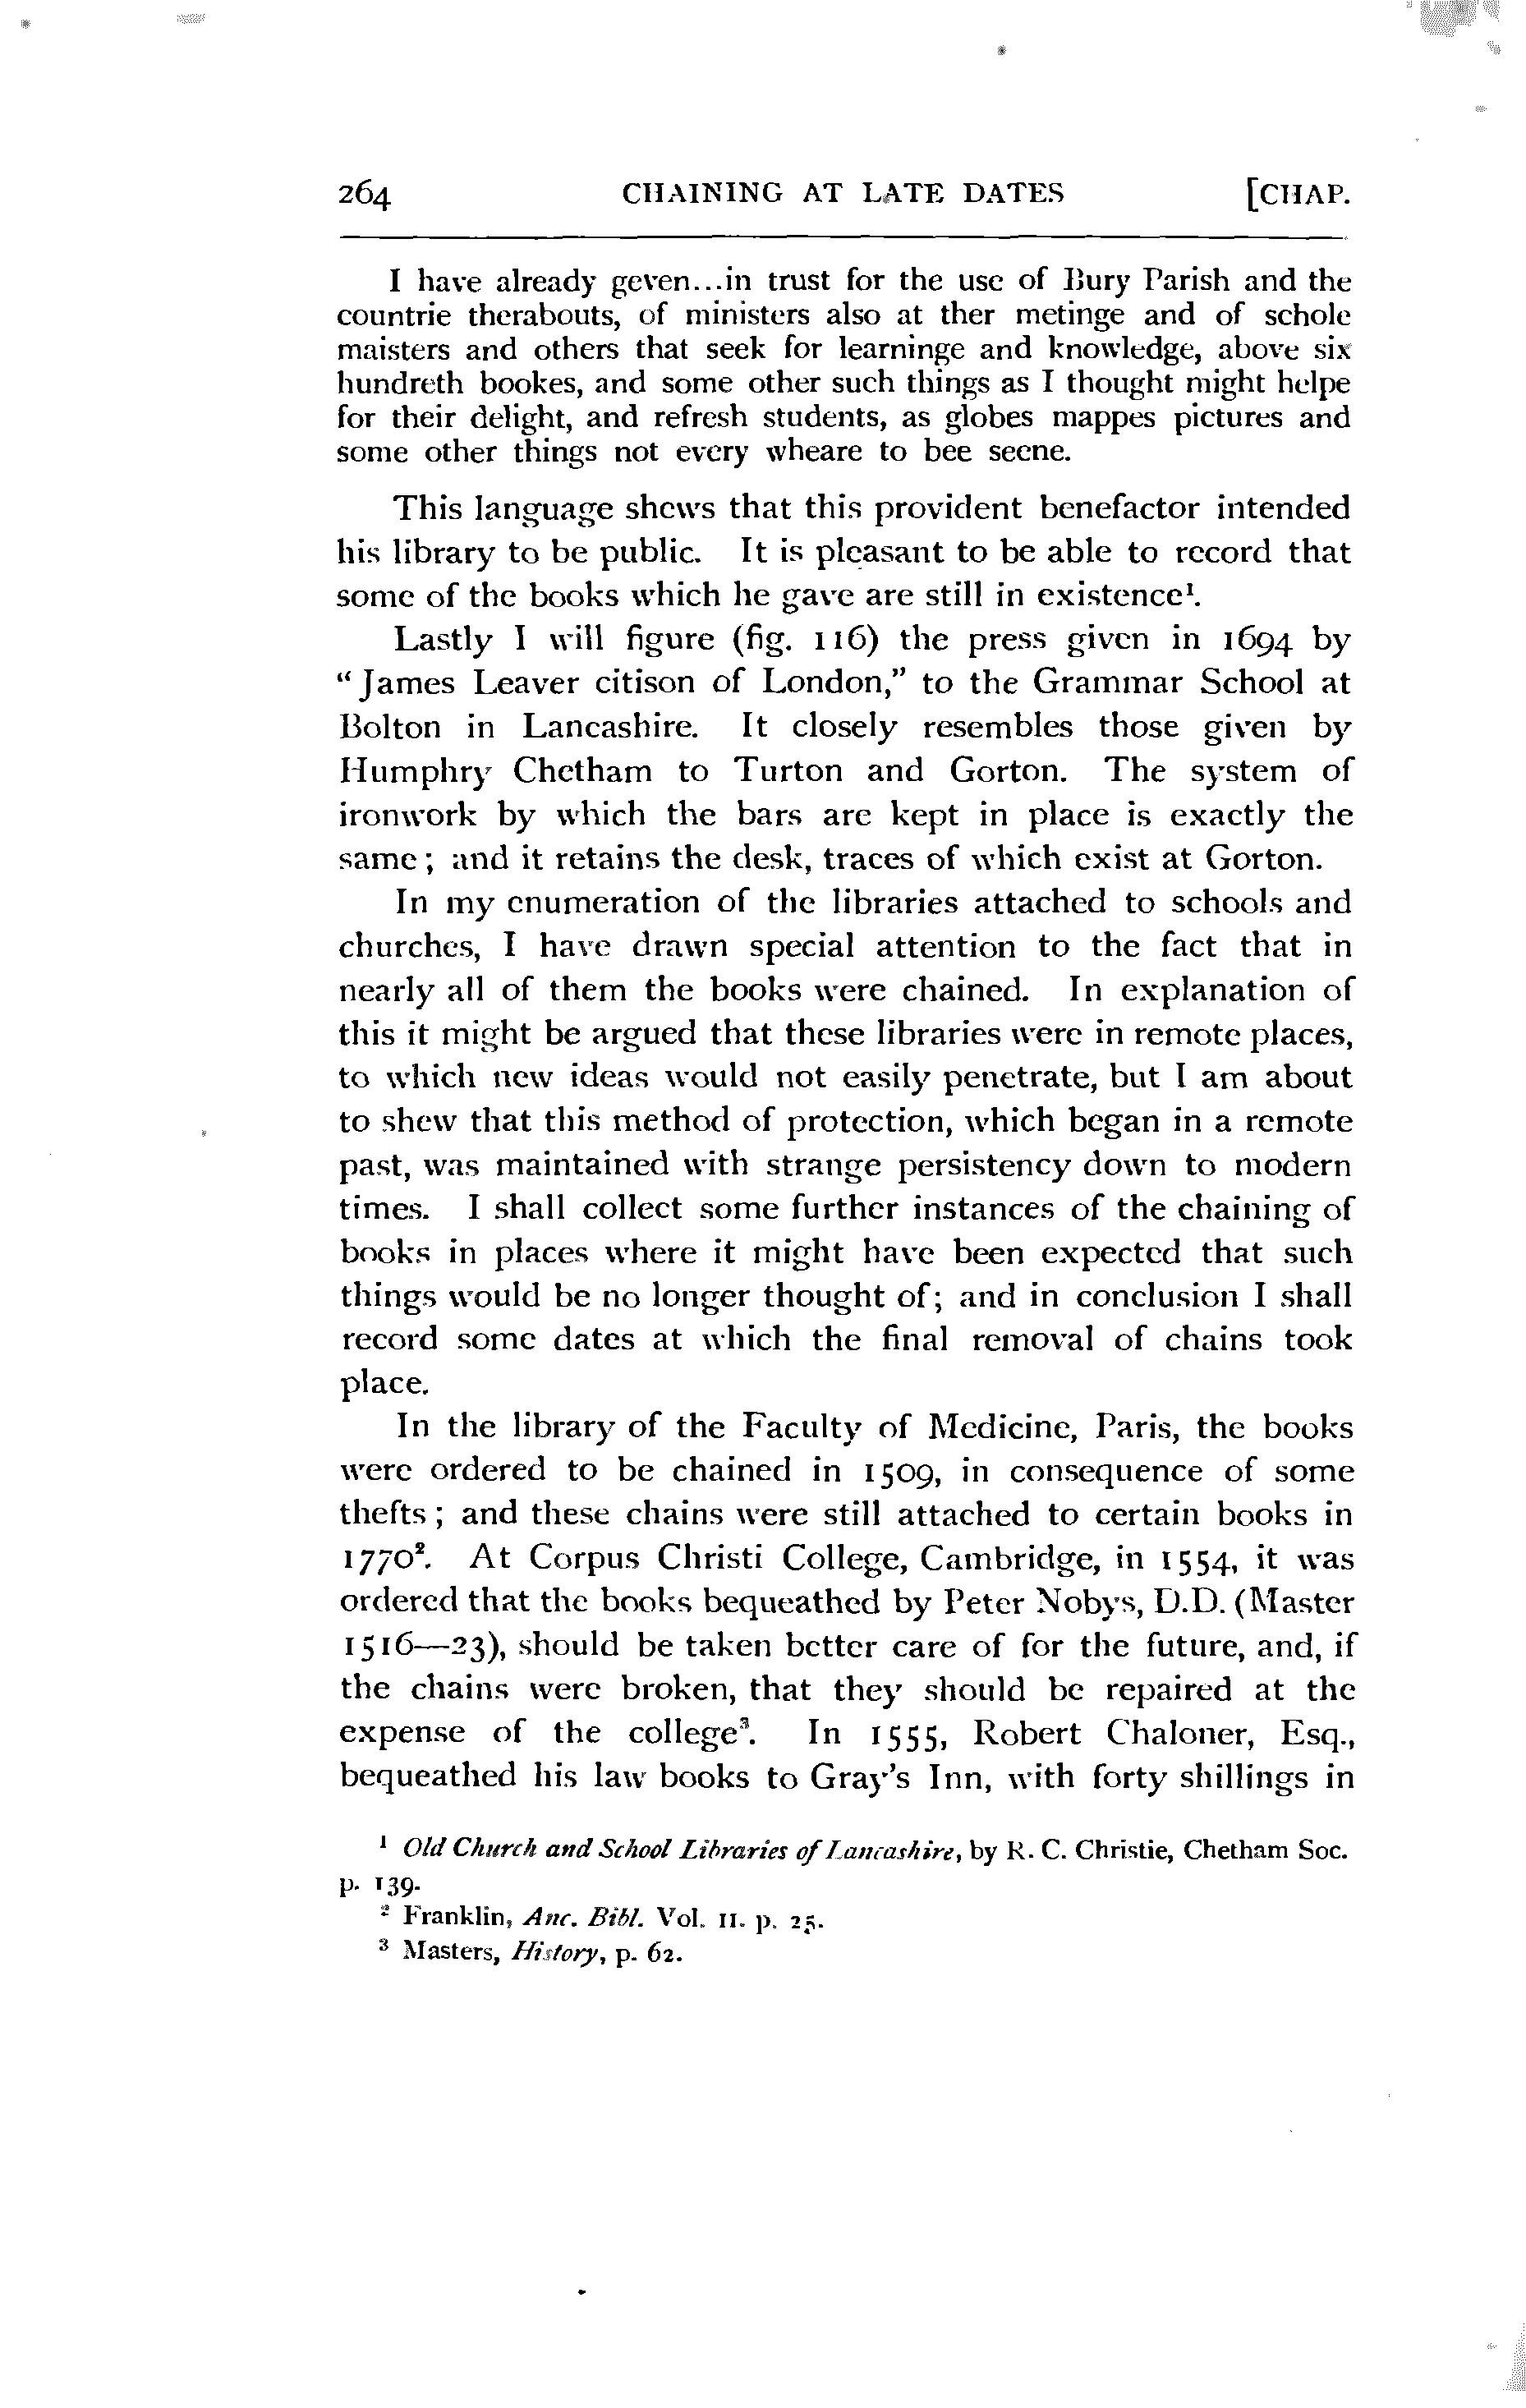 264 CHAINING AT LATE DATES [CHAP.
I have already geven...in trust for the use of Bury Parish and the
countrie therabouts, of ministers also at ther metinge and of schole
maisters and others that seek for learninge and knowledge, above six
hundreth bookes, and some other such things as I thought might helpe
for their delight, and refresh students, as globes mappes pictures and
some other things not every wheare to bee seene.
This language shews that this provident benefactor intended
his library to be public. It is pleasant to be able to record that
some of the books which he gave are still in existence¹.
Lastly I will figure (fig. 116) the press given in 1694 by
"James Leaver citison of London," to the Grammar School at
Bolton in Lancashire. It closely resembles those given by
Humphry Chetham to Turton and Gorton. The system of
ironwork by which the bars are kept in place is exactly the
same; and it retains the desk, traces of which exist at Gorton.
In my enumeration of the libraries attached to schools and
churches, I have drawn special attention to the fact that in
nearly all of them the books were chained. In explanation of
this it might be argued that these libraries were in remote places,
to which new ideas would not easily penetrate, but I am about
to shew that this method of protection, which began in a remote
past, was maintained with strange persistency down to modern
times. I shall collect some further instances of the chaining of
books in places where it might have been expected that such
things would be no longer thought of; and in conclusion I shall
record some dates at which the final removal of chains took
place.
In the library of the Faculty of Medicine, Paris, the books
were ordered to be chained in 1509, in consequence of some
thefts; and these chains were still attached to certain books in
1770². At Corpus Christi College, Cambridge, in 1554, it was
ordered that the books bequeathed by Peter Nobys, D.D. (Master
1516—23), should be taken better care of for the future, and, if
the chains were broken, that they should be repaired at the
expense of the college³. In 1555, Robert Chaloner, Esq.,
bequeathed his law books to Gray's Inn, with forty shillings in
¹ Old Church and School Libraries of Lancashire, by R. C. Christie, Chetham Soc.
p. 139.
² Franklin, Anc. Bibl. Vol. II. p. 25.
³ Masters, History, p. 62.